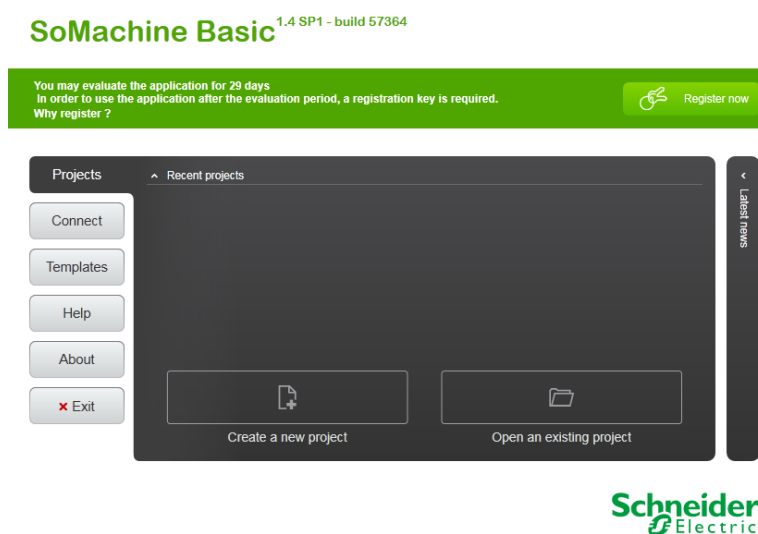 SoMachine Basic 1.4 SP1 - build 57364
You may evaluate the application for 29 days
In order to use the application after the evaluation period, a registration key is required.
Why register ?
Register now
Projects
Recent projects
Latest news
Connect
Templates
Help
About
Exit
Create a new project
Open an existing project
Schneider
Electric